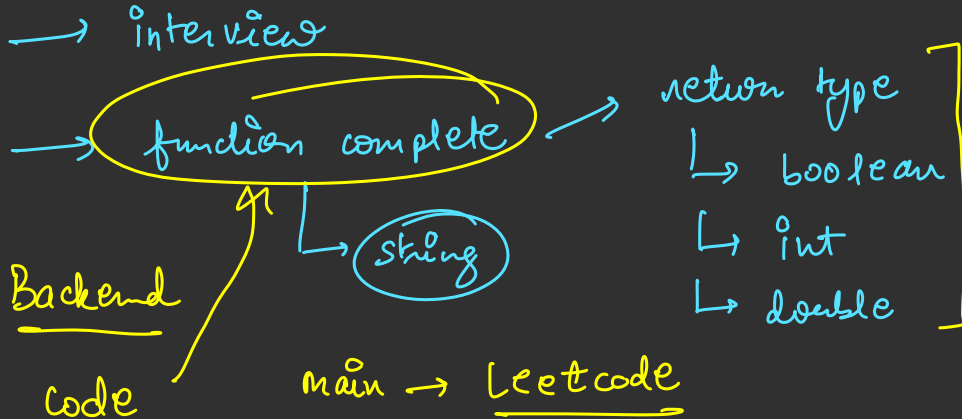 → interview
→ function complete → return type
↳ boolean
↳ string
↳ int
↳ double
Backend
code
main → Leetcode